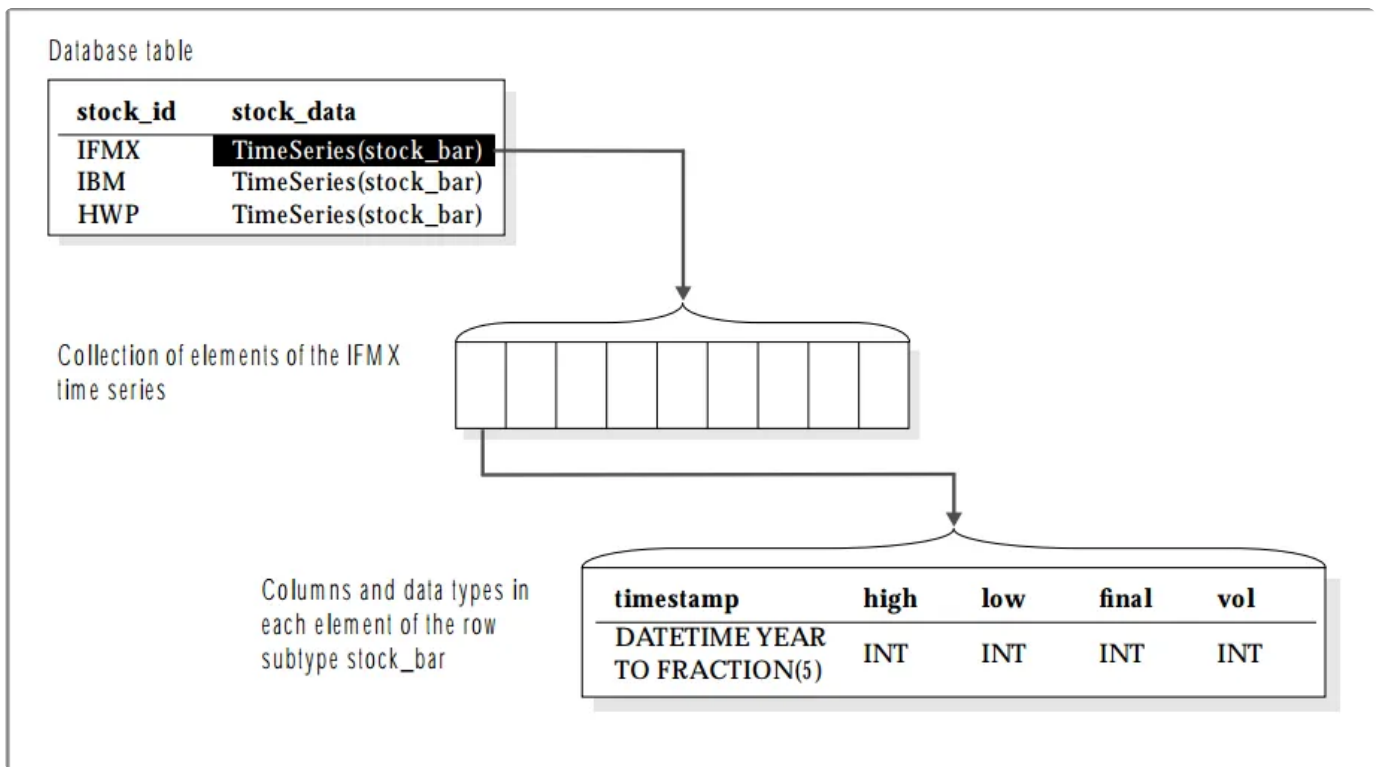 Database table
stock_id stock_data
IFMX TimeSeries(stock_bar)
IBM TimeSeries(stock_bar)
HWP TimeSeries(stock_bar)
Collection of elements of the IFMX
time series
Columns and data types in
each element of the row
subtype stock_bar
timestamp high low final vol
DATETIME YEAR
TO FRACTION(5) INT INT INT INT